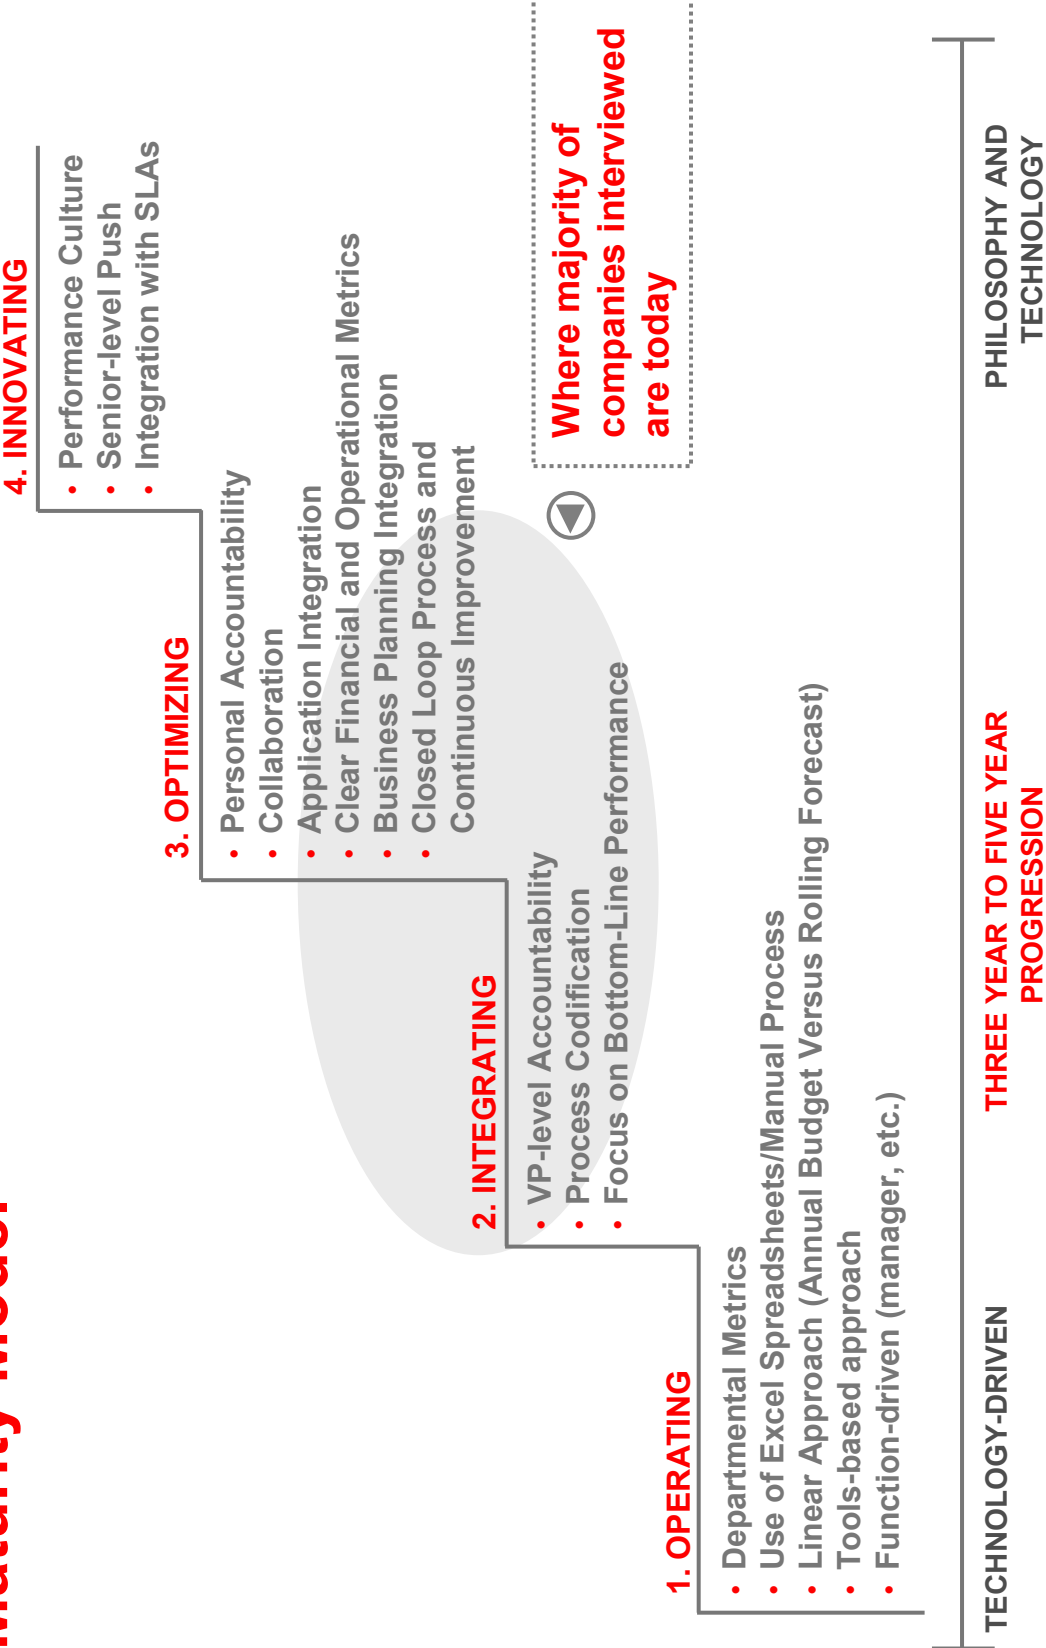 Maturity Model
4. INNOVATING
• Performance Culture
• Senior-level Push
• Integration with SLAs
3. OPTIMIZING
• Personal Accountability
• Collaboration
• Application Integration
• Clear Financial and Operational Metrics
• Business Planning Integration
• Closed Loop Process and
Continuous Improvement
2. INTEGRATING
• VP-level Accountability
• Process Codification
• Focus on Bottom-Line Performance
Where majority of
companies interviewed
are today
1. OPERATING
• Departmental Metrics
• Use of Excel Spreadsheets/Manual Process
• Linear Approach (Annual Budget Versus Rolling Forecast)
• Tools-based approach
• Function-driven (manager, etc.)
TECHNOLOGY-DRIVEN
THREE YEAR TO FIVE YEAR
PROGRESSION
PHILOSOPHY AND
TECHNOLOGY